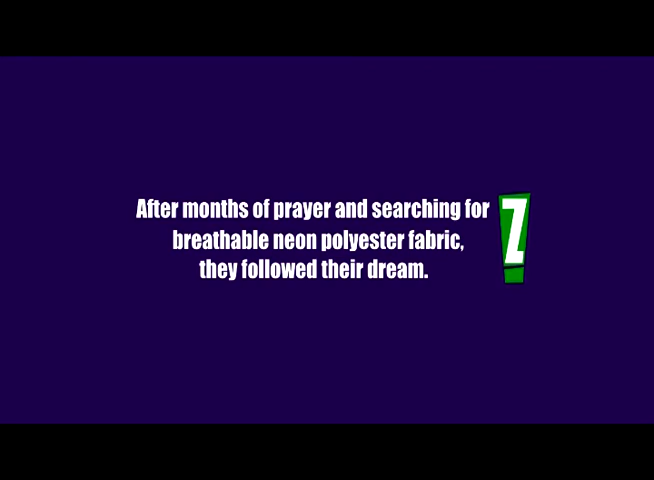 After months of prayer and searching for
breathable neon polyester fabric,
they followed their dream.
Z